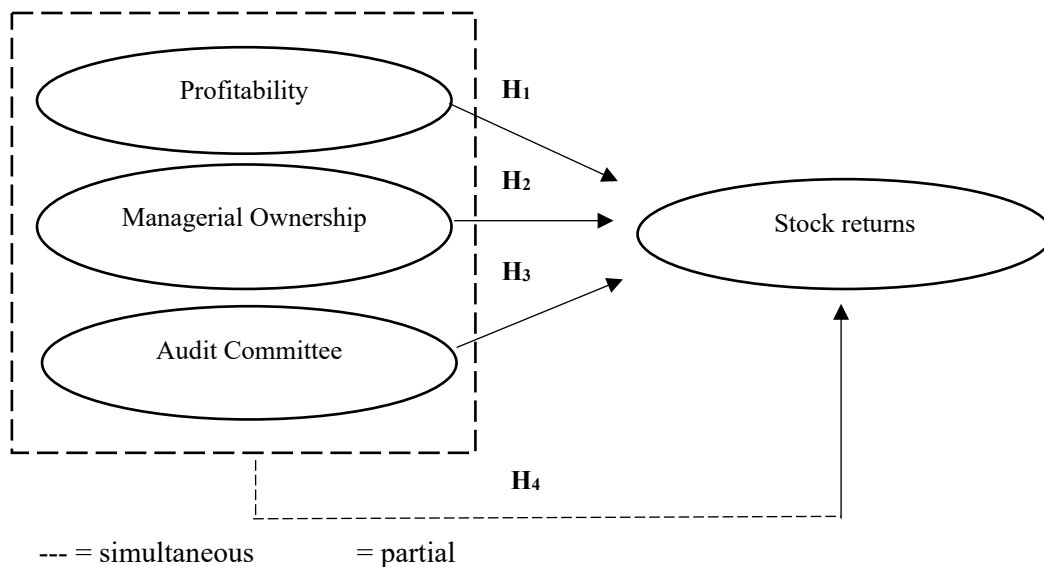 Profitability
H1
H2
Managerial Ownership
Stock returns
H3
Audit Committee
H4
--- = simultaneous = partial